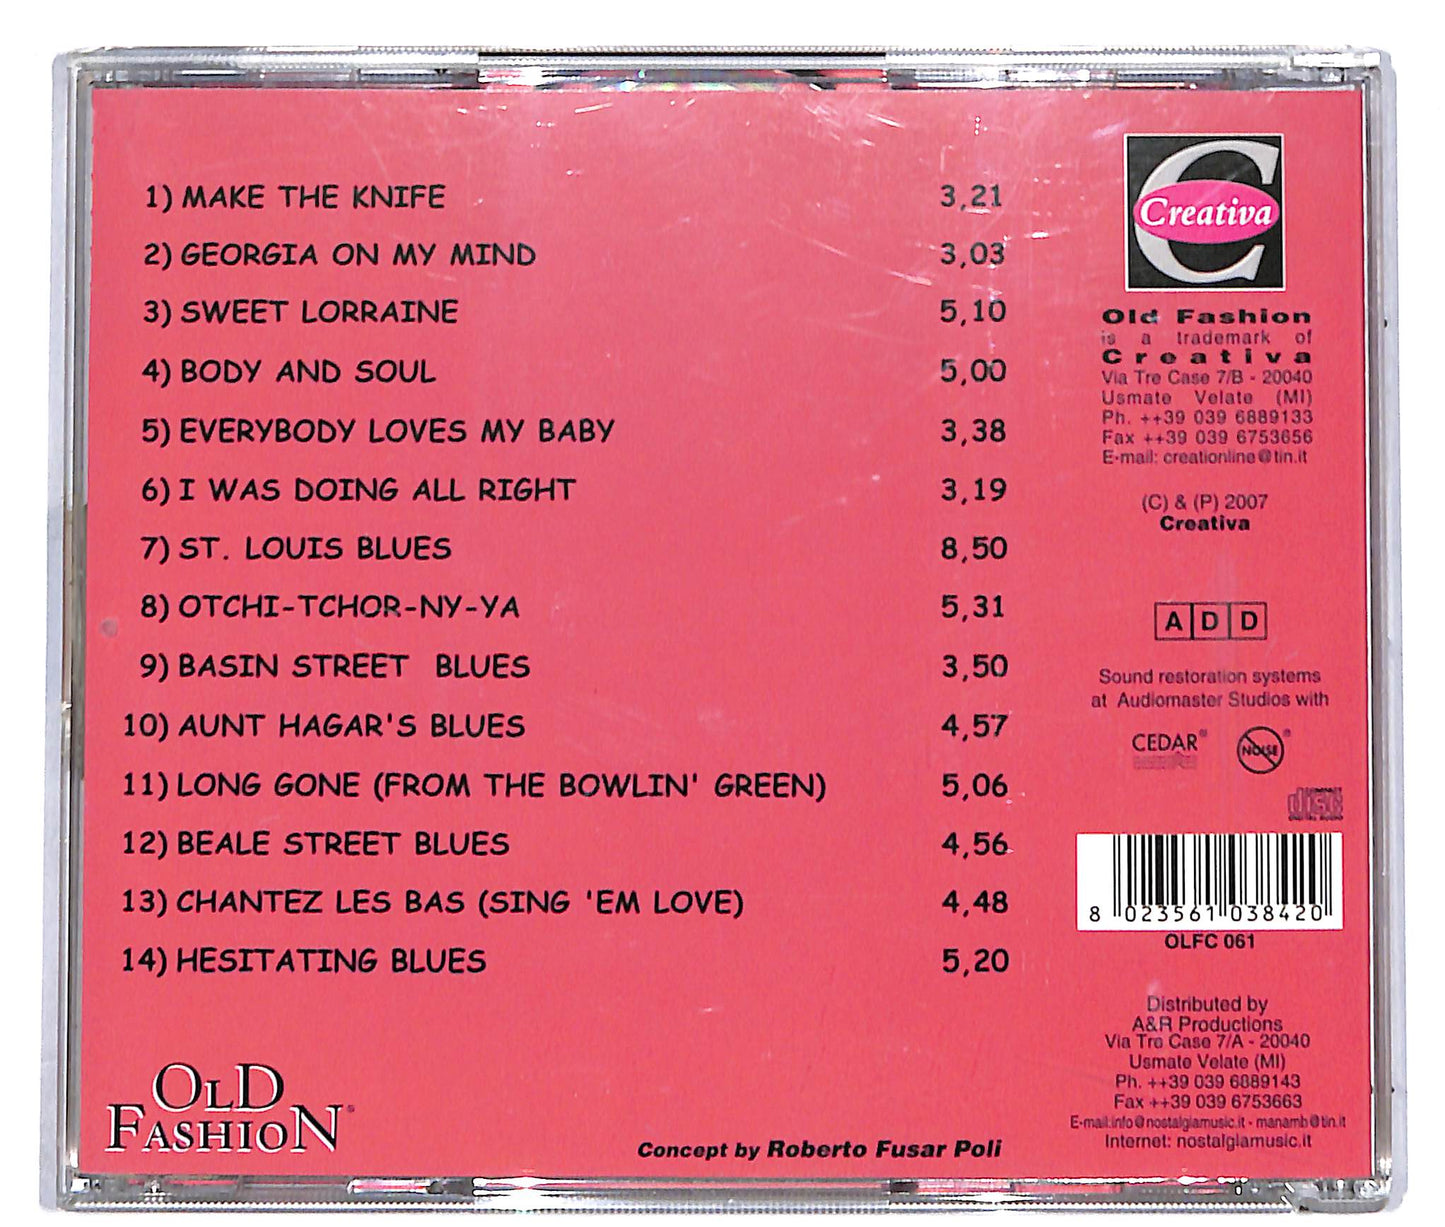 1) MAKE THE KNIFE 3,21
2) GEORGIA ON MY MIND 3,03
3) SWEET LORRAINE 5,10
4) BODY AND SOUL 5,00
5) EVERYBODY LOVES MY BABY 3,38
6) I WAS DOING ALL RIGHT 3,19
7) ST. LOUIS BLUES 8,50
8) OTCHI-TCHOR-NY-YA 5,31
9) BASIN STREET BLUES 3,50
10) AUNT HAGAR'S BLUES 4,57
11) LONG GONE (FROM THE BOWLIN' GREEN) 5,06
12) BEALE STREET BLUES 4,56
13) CHANTEZ LES BAS (SING 'EM LOVE) 4,48
14) HESITATING BLUES 5,20
OLD
FASHION®
Concept by Roberto Fusar Poli
C
Creativa
Old Fashion
is a trademark of
Creativa
Via Tre Case 7/B - 20040
Usmate Velate (MI)
Ph. ++39 039 6889133
Fax ++39 039 6753656
E-mail: creationline@tin.it
(C) & (P) 2007
Creativa
ADD
Sound restoration systems
at Audiomaster Studios with
CEDAR®
NOISE®
COMPACT
disc
DIGITAL AUDIO
8 023561 038420
OLFC 061
Distributed by
A&R Productions
Via Tre Case 7/A - 20040
Usmate Velate (MI)
Ph. ++39 039 6889143
Fax ++39 039 6753663
E-mail:info@nostalgiamusic.it - manamb@tin.it
Internet: nostalgiamusic.it